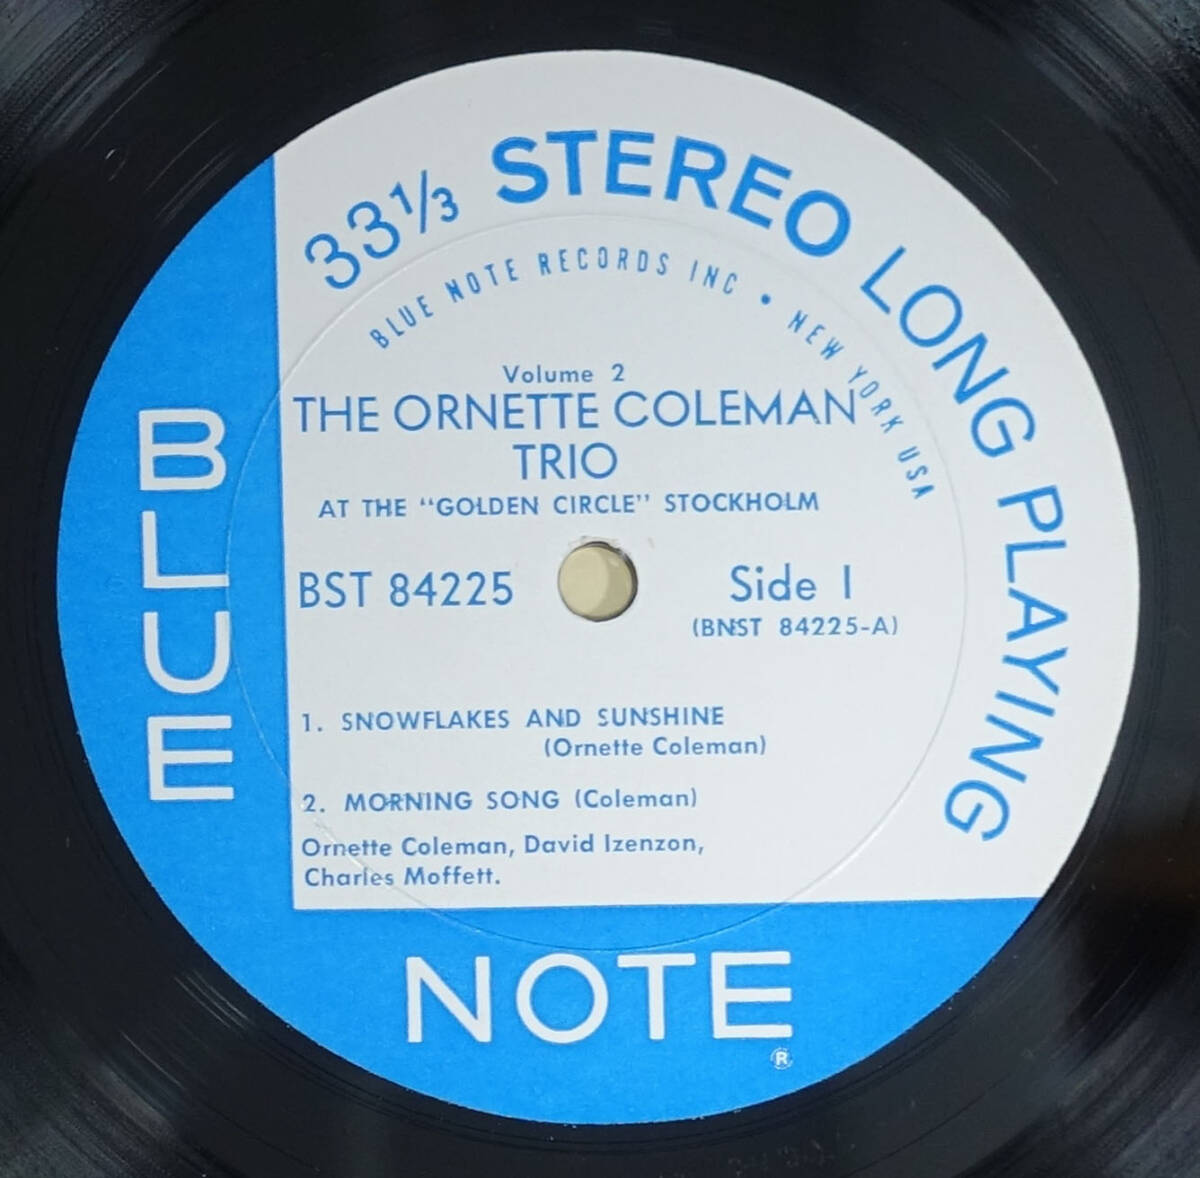 33⅓ STEREO LONG PLAYING
BLUE NOTE RECORDS INC • NEW YORK USA
Volume 2
THE ORNETTE COLEMAN
TRIO
AT THE "GOLDEN CIRCLE" STOCKHOLM
BST 84225
Side 1
(BNST 84225-A)
1. SNOWFLAKES AND SUNSHINE
(Ornette Coleman)
2. MORNING SONG (Coleman)
Ornette Coleman, David Izenzon,
Charles Moffett.
BLUE
NOTE
®